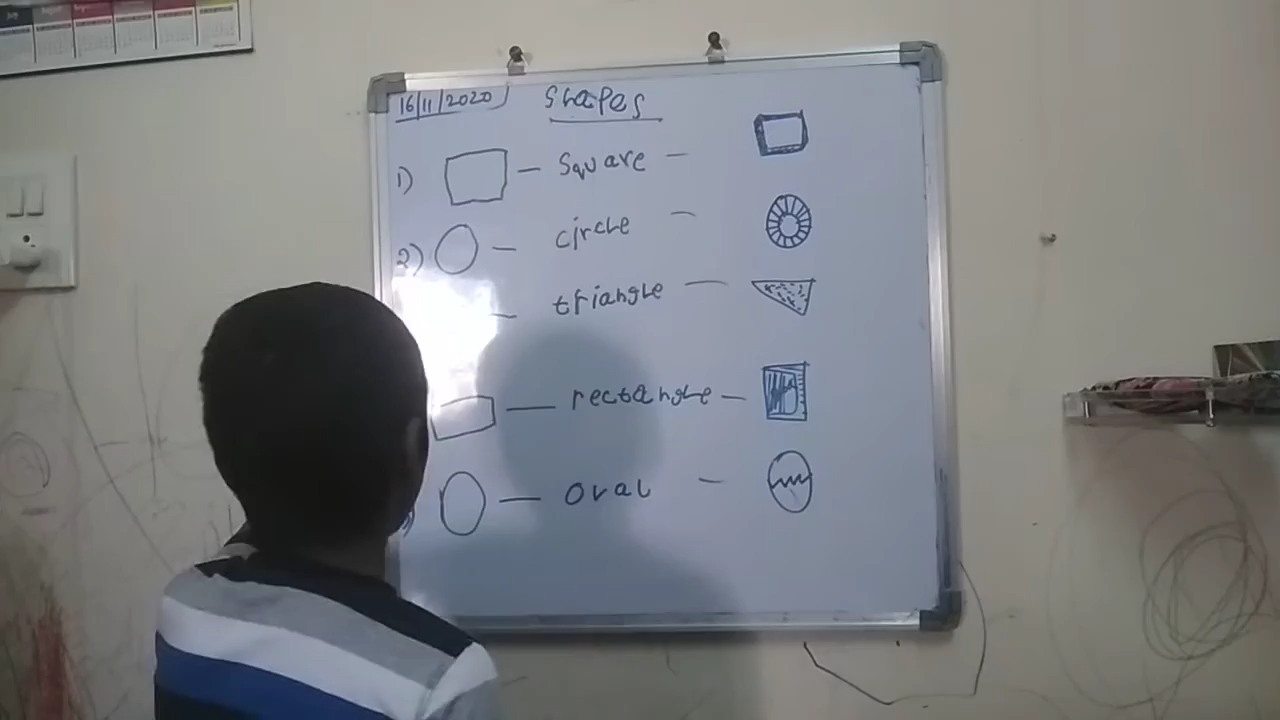 16/11/2020 Shapes
1) — Square —
2) — circle —
— triangle —
— rectangle —
— oval —